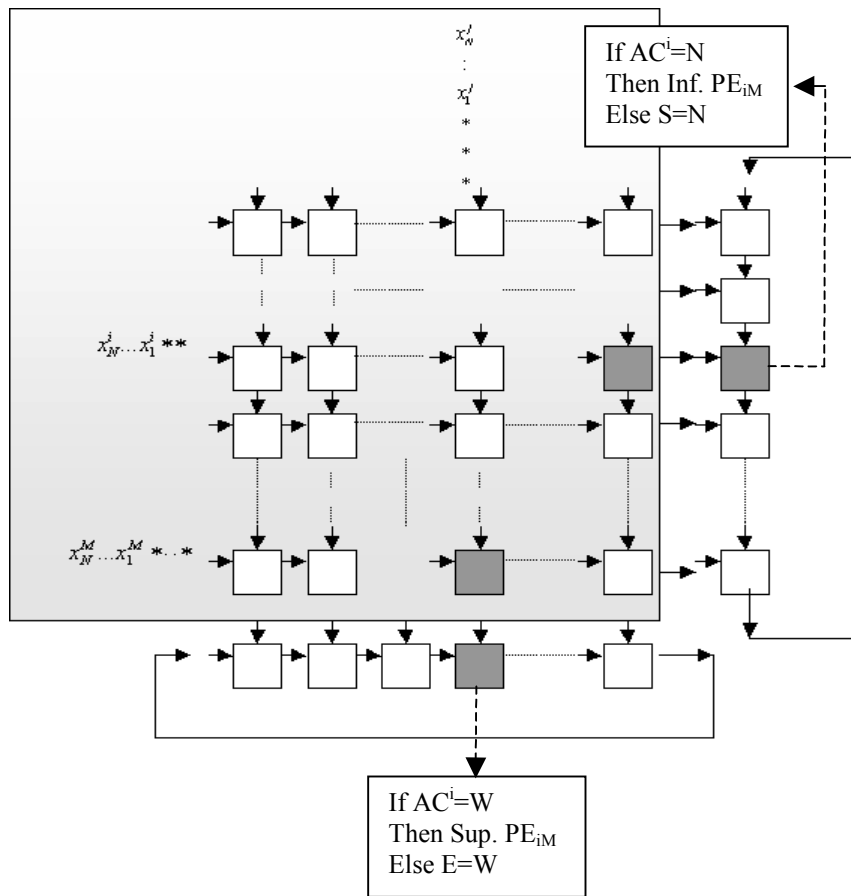 x_N^j
:
x_1^j
*
*
*
If AC^i=N
Then Inf. PE_iM
Else S=N
x_N^i...x_1^i **
x_N^M...x_1^M *..*
If AC^i=W
Then Sup. PE_iM
Else E=W